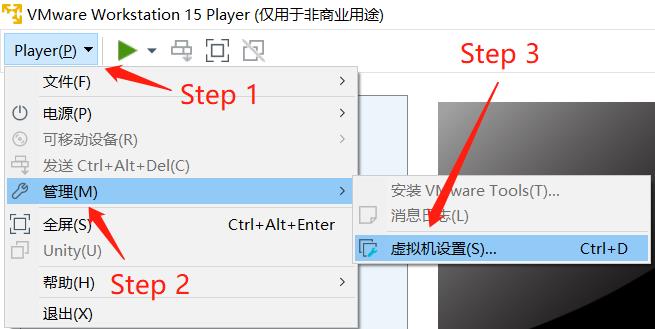 VMware Workstation 15 Player (仅用于非商业用途)
Player(P)
Step 3
文件(F)
Step 1
电源(P)
可移动设备(R)
发送 Ctrl+Alt+Del(C)
管理(M)
安装 VMware Tools(T)...
消息日志(L)
全屏(S) Ctrl+Alt+Enter
Unity(U)
虚拟机设置(S)... Ctrl+D
帮助(H)
Step 2
退出(X)